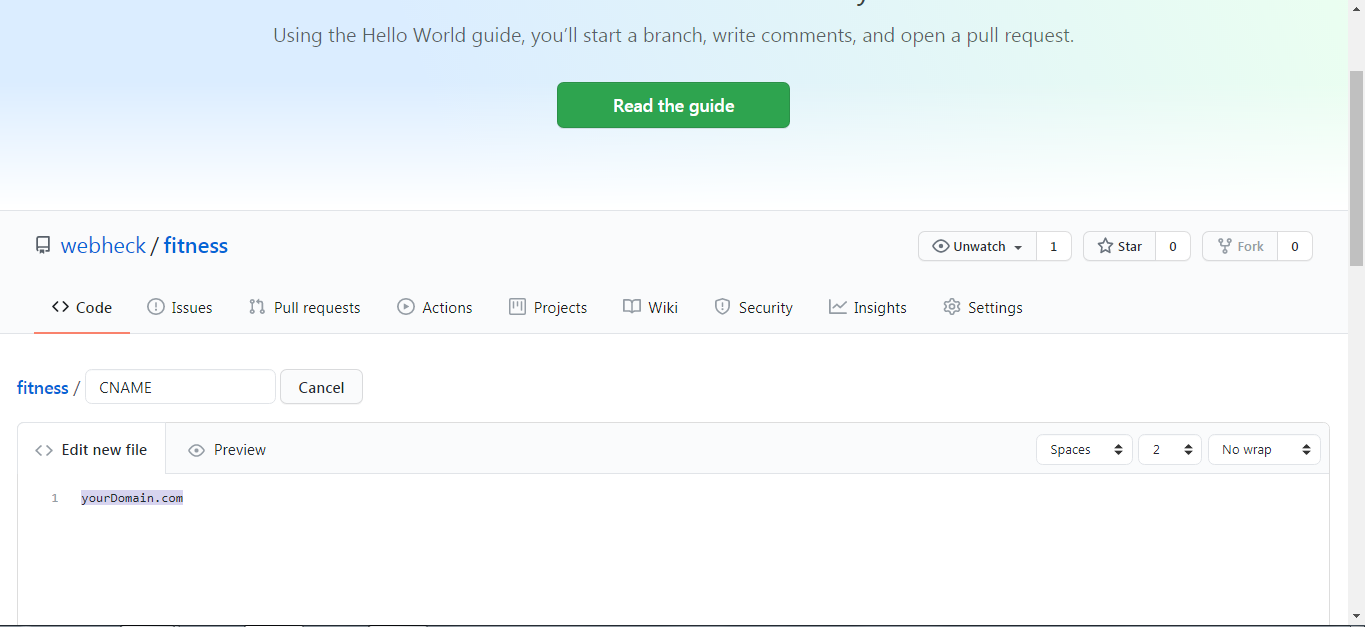 Using the Hello World guide, you’ll start a branch, write comments, and open a pull request.
Read the guide
webheck / fitness
Unwatch 1 Star 0 Fork 0
Code Issues Pull requests Actions Projects Wiki Security Insights Settings
fitness / CNAME Cancel
Edit new file Preview Spaces 2 No wrap
1 yourDomain.com